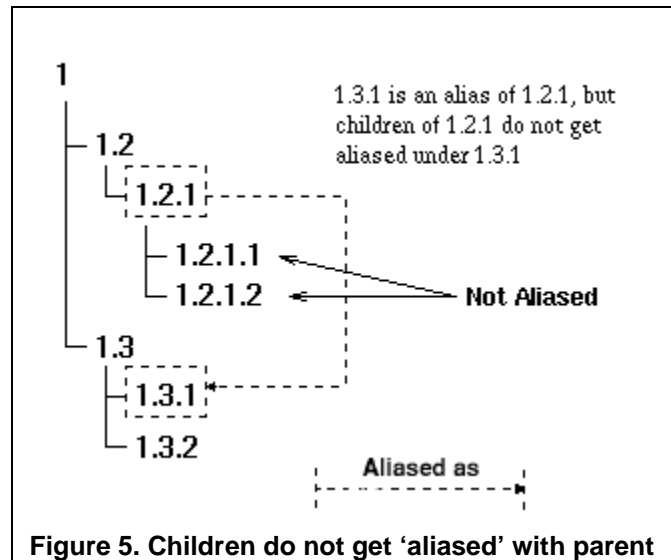 1
1.3.1 is an alias of 1.2.1, but
children of 1.2.1 do not get
aliased under 1.3.1
1.2
1.2.1
1.2.1.1
1.2.1.2
Not Aliased
1.3
1.3.1
1.3.2
Aliased as
Figure 5. Children do not get ‘aliased’ with parent